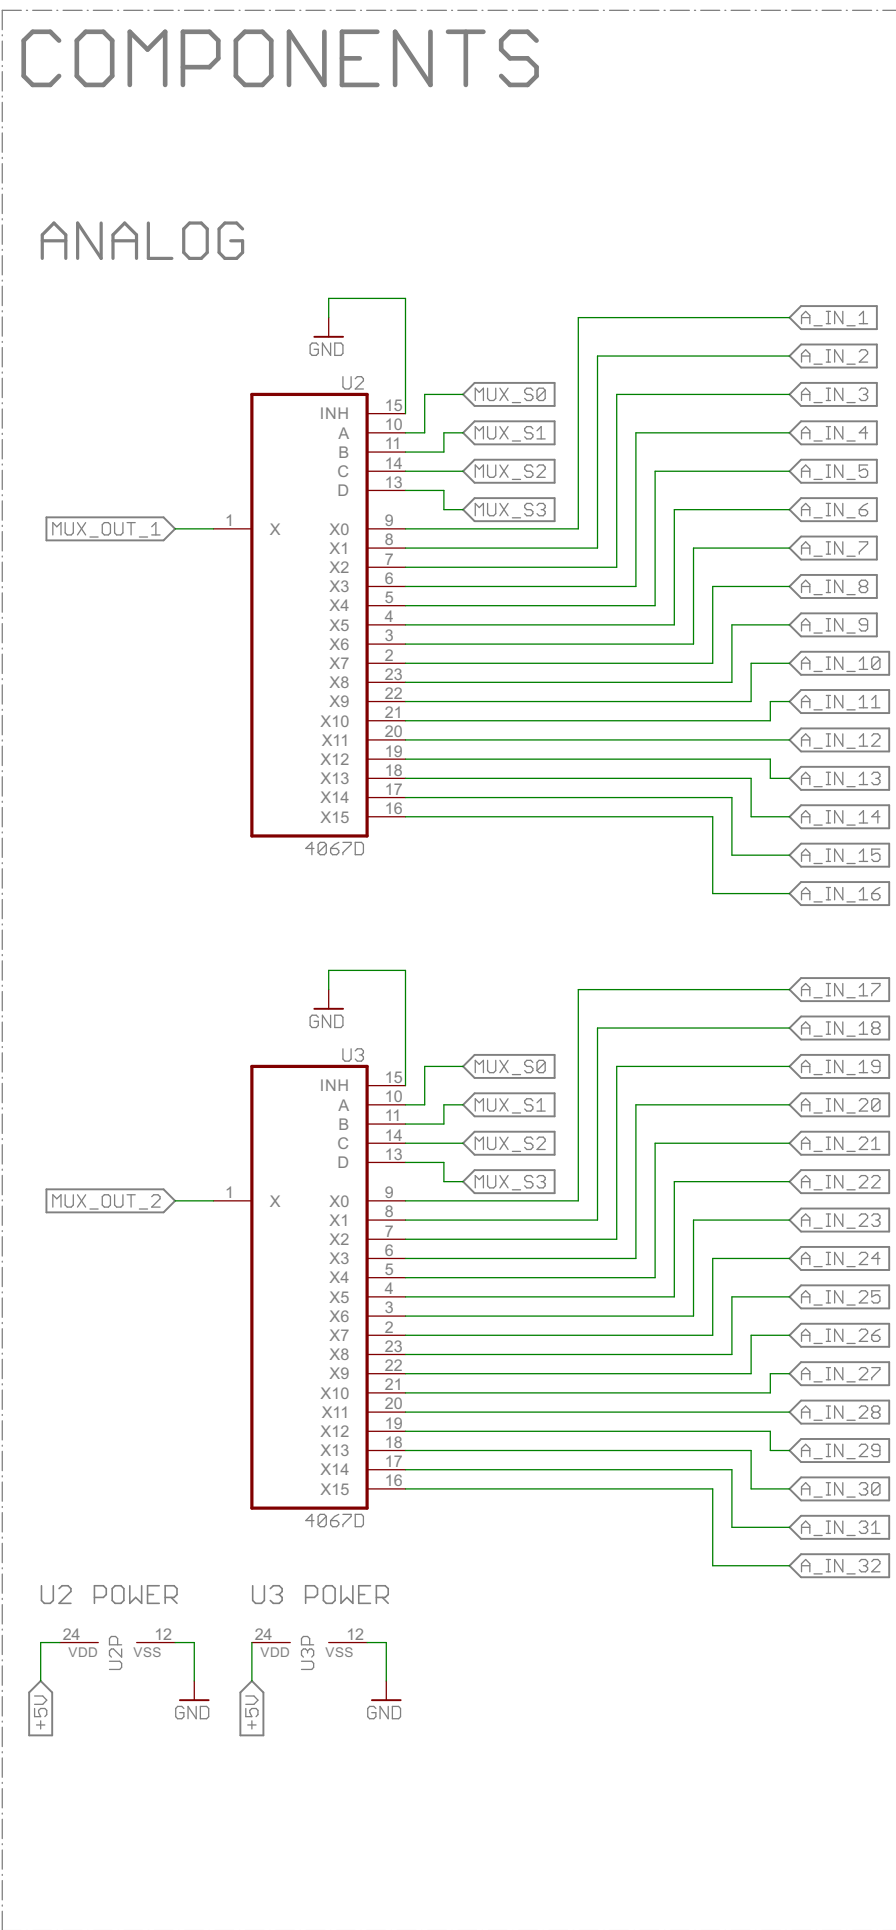 COMPONENTS
ANALOG
GND
A_IN_1
A_IN_2
U2
MUX_S0 A_IN_3
INH 15
A 10
MUX_S1 A_IN_4
B 11
C 14 MUX_S2 A_IN_5
D 13
MUX_S3 A_IN_6
MUX_OUT_1 1 X X0 9
X1 8 A_IN_7
X2 7
X3 6 A_IN_8
X4 5
X5 4 A_IN_9
X6 3
X7 2 A_IN_10
X8 23
X9 22 A_IN_11
X10 21
X11 20 A_IN_12
X12 19
X13 18 A_IN_13
X14 17
X15 16 A_IN_14
4067D A_IN_15
A_IN_16
A_IN_17
GND
A_IN_18
U3
MUX_S0 A_IN_19
INH 15
A 10
MUX_S1 A_IN_20
B 11
C 14 MUX_S2 A_IN_21
D 13
MUX_S3 A_IN_22
MUX_OUT_2 1 X X0 9
X1 8 A_IN_23
X2 7
X3 6 A_IN_24
X4 5
X5 4 A_IN_25
X6 3
X7 2 A_IN_26
X8 23
X9 22 A_IN_27
X10 21
X11 20 A_IN_28
X12 19
X13 18 A_IN_29
X14 17
X15 16 A_IN_30
4067D A_IN_31
A_IN_32
U2 POWER U3 POWER
24 12 24 12
VDD U2P VSS VDD U3P VSS
+5V GND +5V GND